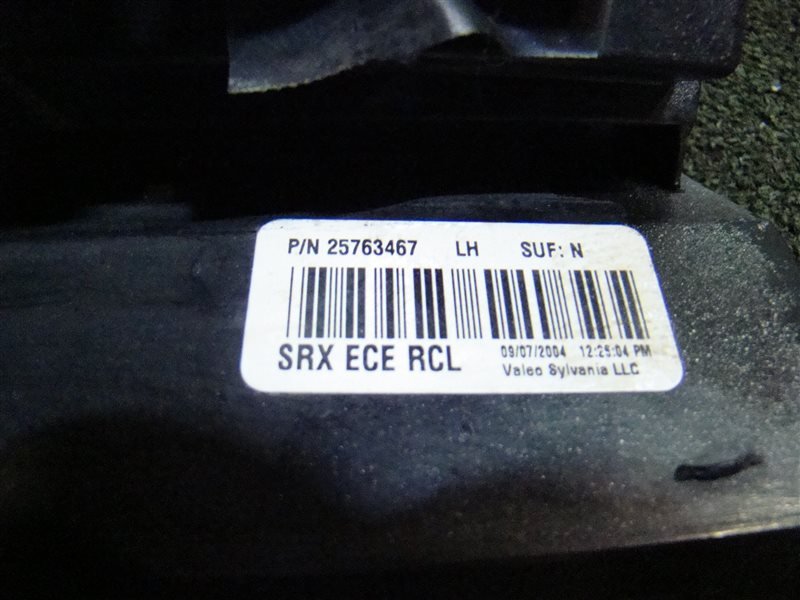 P/N 25763467 LH SUF: N
SRX ECE RCL
09/07/2004 12:25:04 PM
Valeo Sylvania LLC